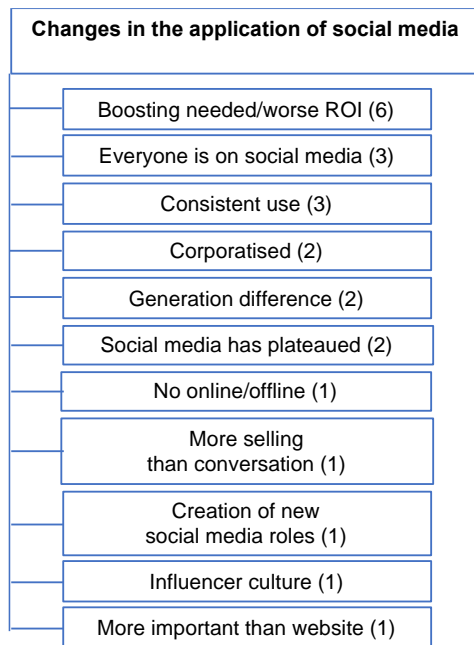 Changes in the application of social media
Boosting needed/worse ROI (6)
Everyone is on social media (3)
Consistent use (3)
Corporatised (2)
Generation difference (2)
Social media has plateaued (2)
No online/offline (1)
More selling
than conversation (1)
Creation of new
social media roles (1)
Influencer culture (1)
More important than website (1)